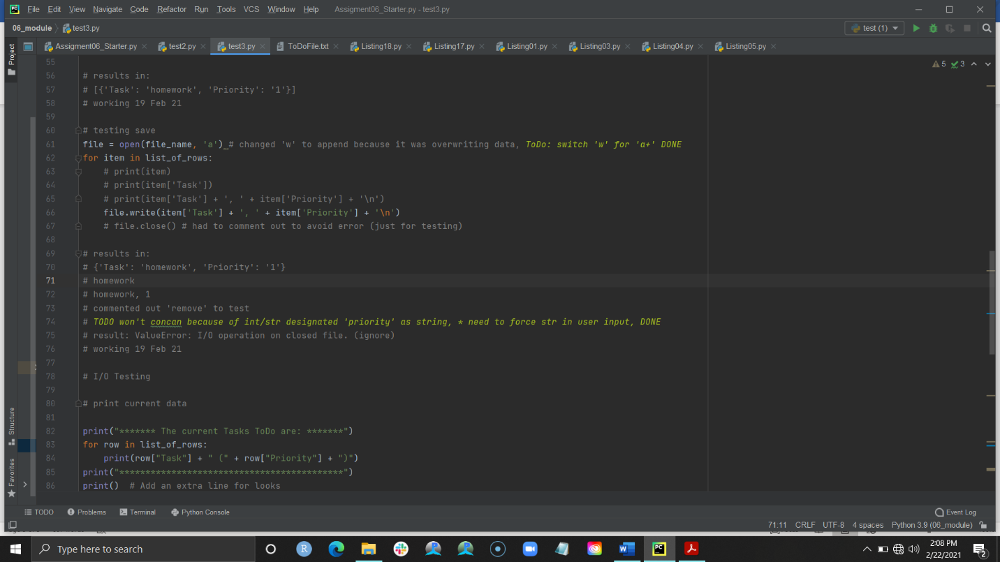 File Edit View Navigate Code Refactor Run Tools VCS Window Help Assigment06_Starter.py - test3.py
06_module test3.py test (1)
Assigment06_Starter.py test2.py test3.py ToDoFile.txt Listing18.py Listing17.py Listing01.py Listing03.py Listing04.py Listing05.py
Project
5 3
55
56 # results in:
57 # [{'Task': 'homework', 'Priority': '1'}]
58 # working 19 Feb 21
59
60 # testing save
61 file = open(file_name, 'a') # changed 'w' to append because it was overwriting data, ToDo: switch 'w' for 'a+' DONE
62 for item in list_of_rows:
63 # print(item)
64 # print(item['Task'])
65 # print(item['Task'] + ', ' + item['Priority'] + '\n')
66 file.write(item['Task'] + ', ' + item['Priority'] + '\n')
67 # file.close() # had to comment out to avoid error (just for testing)
68
69 # results in:
70 # {'Task': 'homework', 'Priority': '1'}
71 # homework
72 # homework, 1
73 # commented out 'remove' to test
74 # TODO won't concan because of int/str designated 'priority' as string, * need to force str in user input, DONE
75 # result: ValueError: I/O operation on closed file. (ignore)
76 # working 19 Feb 21
77
78 # I/O Testing
79
80 # print current data
81
82 print("******* The current Tasks ToDo are: *******")
83 for row in list_of_rows:
84 print(row["Task"] + " (" + row["Priority"] + ")")
85 print("*******************************************")
86 print() # Add an extra line for looks
Structure
Favorites
TODO Problems Terminal Python Console Event Log
71:11 CRLF UTF-8 4 spaces Python 3.9 (06_module)
Type here to search
2:08 PM
2/22/2021
2